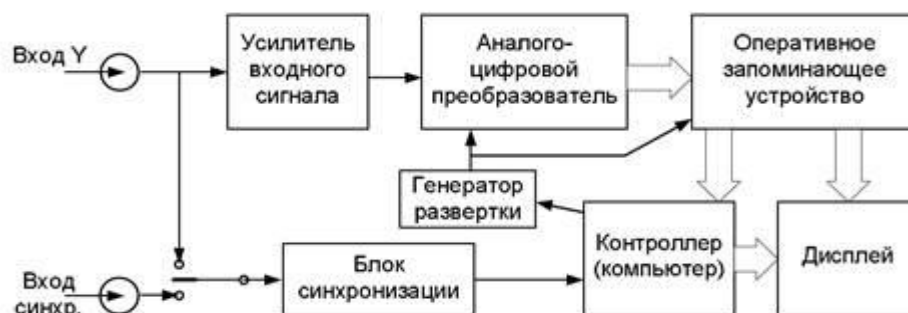 Вход Y
Усилитель
входного
сигнала
Аналого-
цифровой
преобразователь
Оперативное
запоминающее
устройство
Генератор
развертки
Вход
синхр.
Блок
синхронизации
Контроллер
(компьютер)
Дисплей